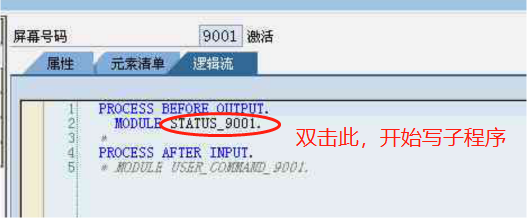 屏幕号码 9001 激活
属性 元素清单 逻辑流
1 PROCESS BEFORE OUTPUT.
2 MODULE STATUS_9001.
3 *
4 PROCESS AFTER INPUT.
5 * MODULE USER_COMMAND_9001.
双击此，开始写子程序